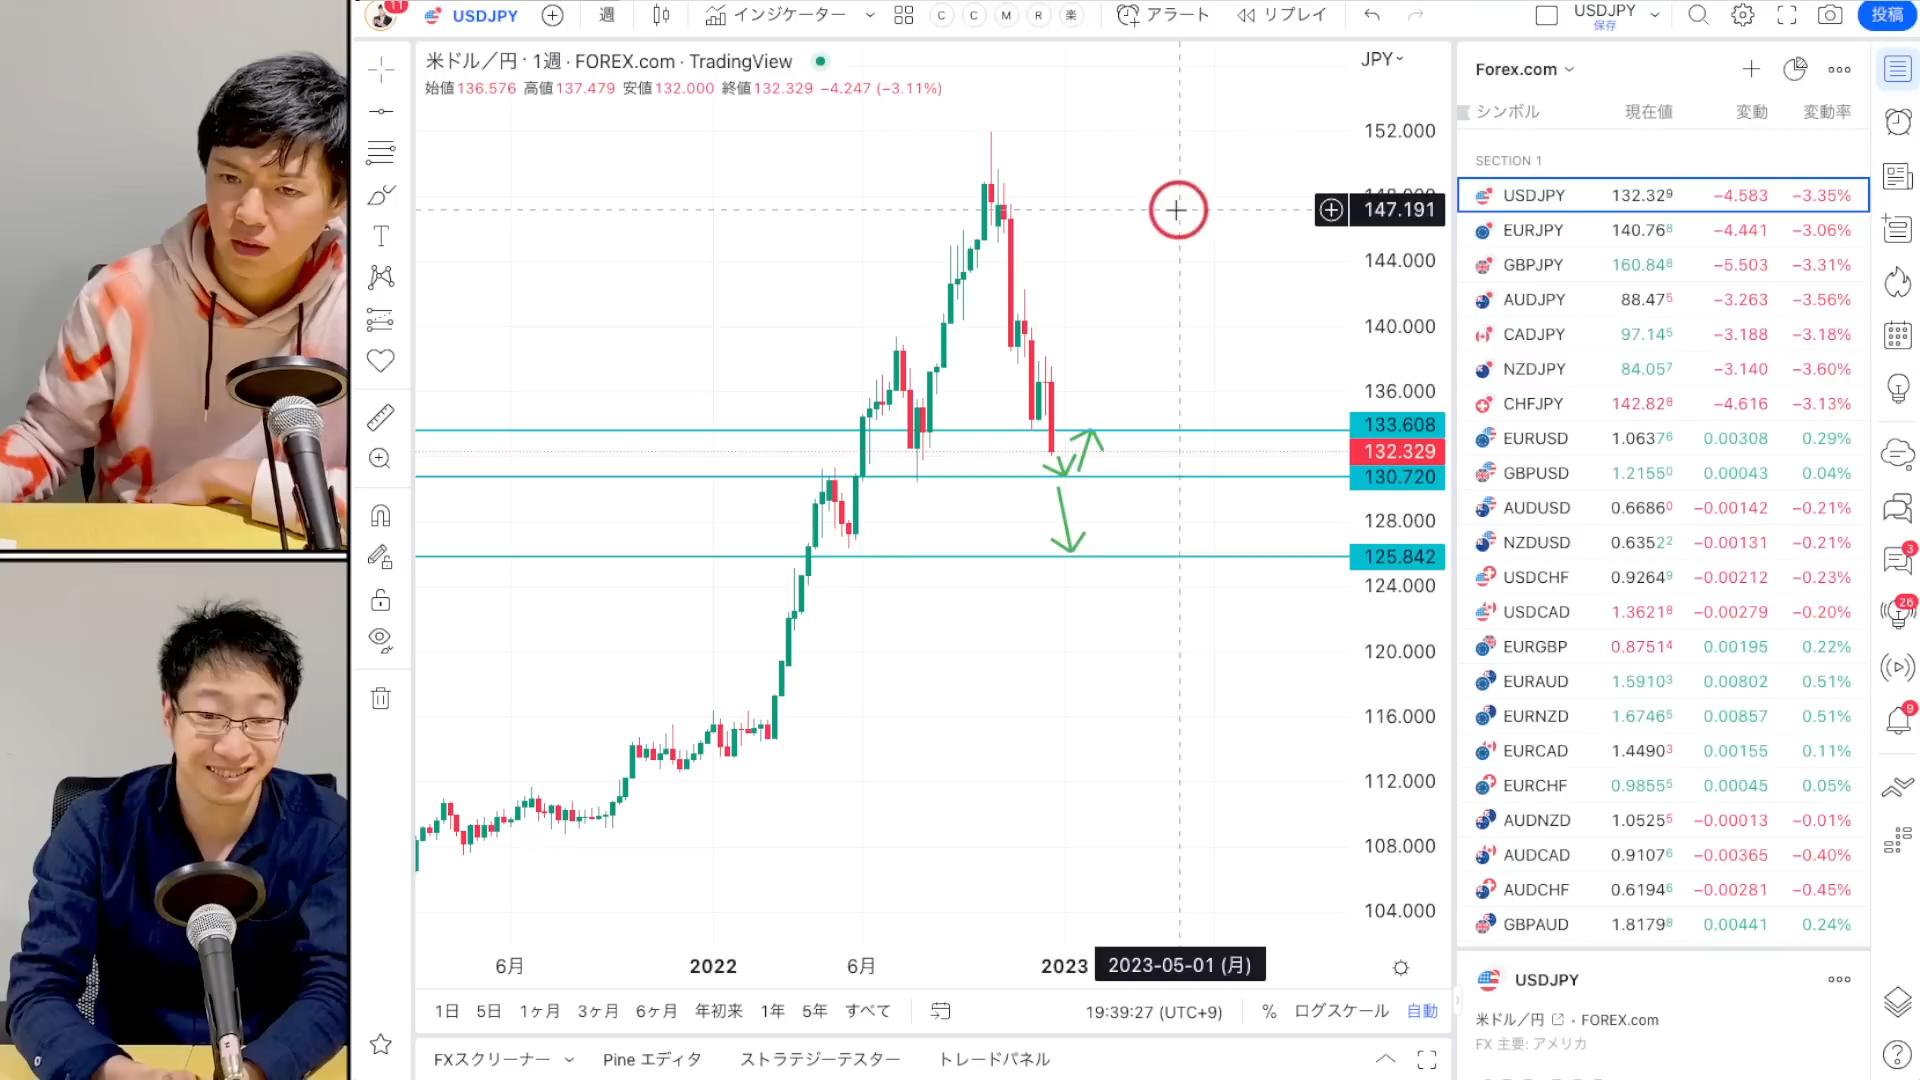 11
USDJPY
週
インジケーター
C
C
M
R
楽
アラート
リプレイ
USDJPY
保存
投稿
米ドル／円・1週・FOREX.com・TradingView
始値136.576 高値137.479 安値132.000 終値132.329 −4.247 (−3.11%)
JPY
152.000
147.191
144.000
140.000
136.000
133.608
132.329
130.720
128.000
125.842
124.000
120.000
116.000
112.000
108.000
104.000
6月
2022
6月
2023
2023-05-01 (月)
1日
5日
1ヶ月
3ヶ月
6ヶ月
年初来
1年
5年
すべて
19:39:27 (UTC+9)
%
ログスケール
自動
FXスクリーナー
Pine エディタ
ストラテジーテスター
トレードパネル
Forex.com
シンボル 現在値 変動 変動率
SECTION 1
USDJPY 132.329 −4.583 −3.35%
EURJPY 140.768 −4.441 −3.06%
GBPJPY 160.848 −5.503 −3.31%
AUDJPY 88.475 −3.263 −3.56%
CADJPY 97.145 −3.188 −3.18%
NZDJPY 84.057 −3.140 −3.60%
CHFJPY 142.828 −4.616 −3.13%
EURUSD 1.06376 0.00308 0.29%
GBPUSD 1.21550 0.00043 0.04%
AUDUSD 0.66860 −0.00142 −0.21%
NZDUSD 0.63522 −0.00131 −0.21%
USDCHF 0.92649 −0.00212 −0.23%
USDCAD 1.36218 −0.00279 −0.20%
EURGBP 0.87514 0.00195 0.22%
EURAUD 1.59103 0.00802 0.51%
EURNZD 1.67465 0.00857 0.51%
EURCAD 1.44903 0.00155 0.11%
EURCHF 0.98555 0.00045 0.05%
AUDNZD 1.05255 −0.00013 −0.01%
AUDCAD 0.91076 −0.00365 −0.40%
AUDCHF 0.61946 −0.00281 −0.45%
GBPAUD 1.81798 0.00441 0.24%
USDJPY
米ドル／円・FOREX.com
FX 主要: アメリカ
3
26
9